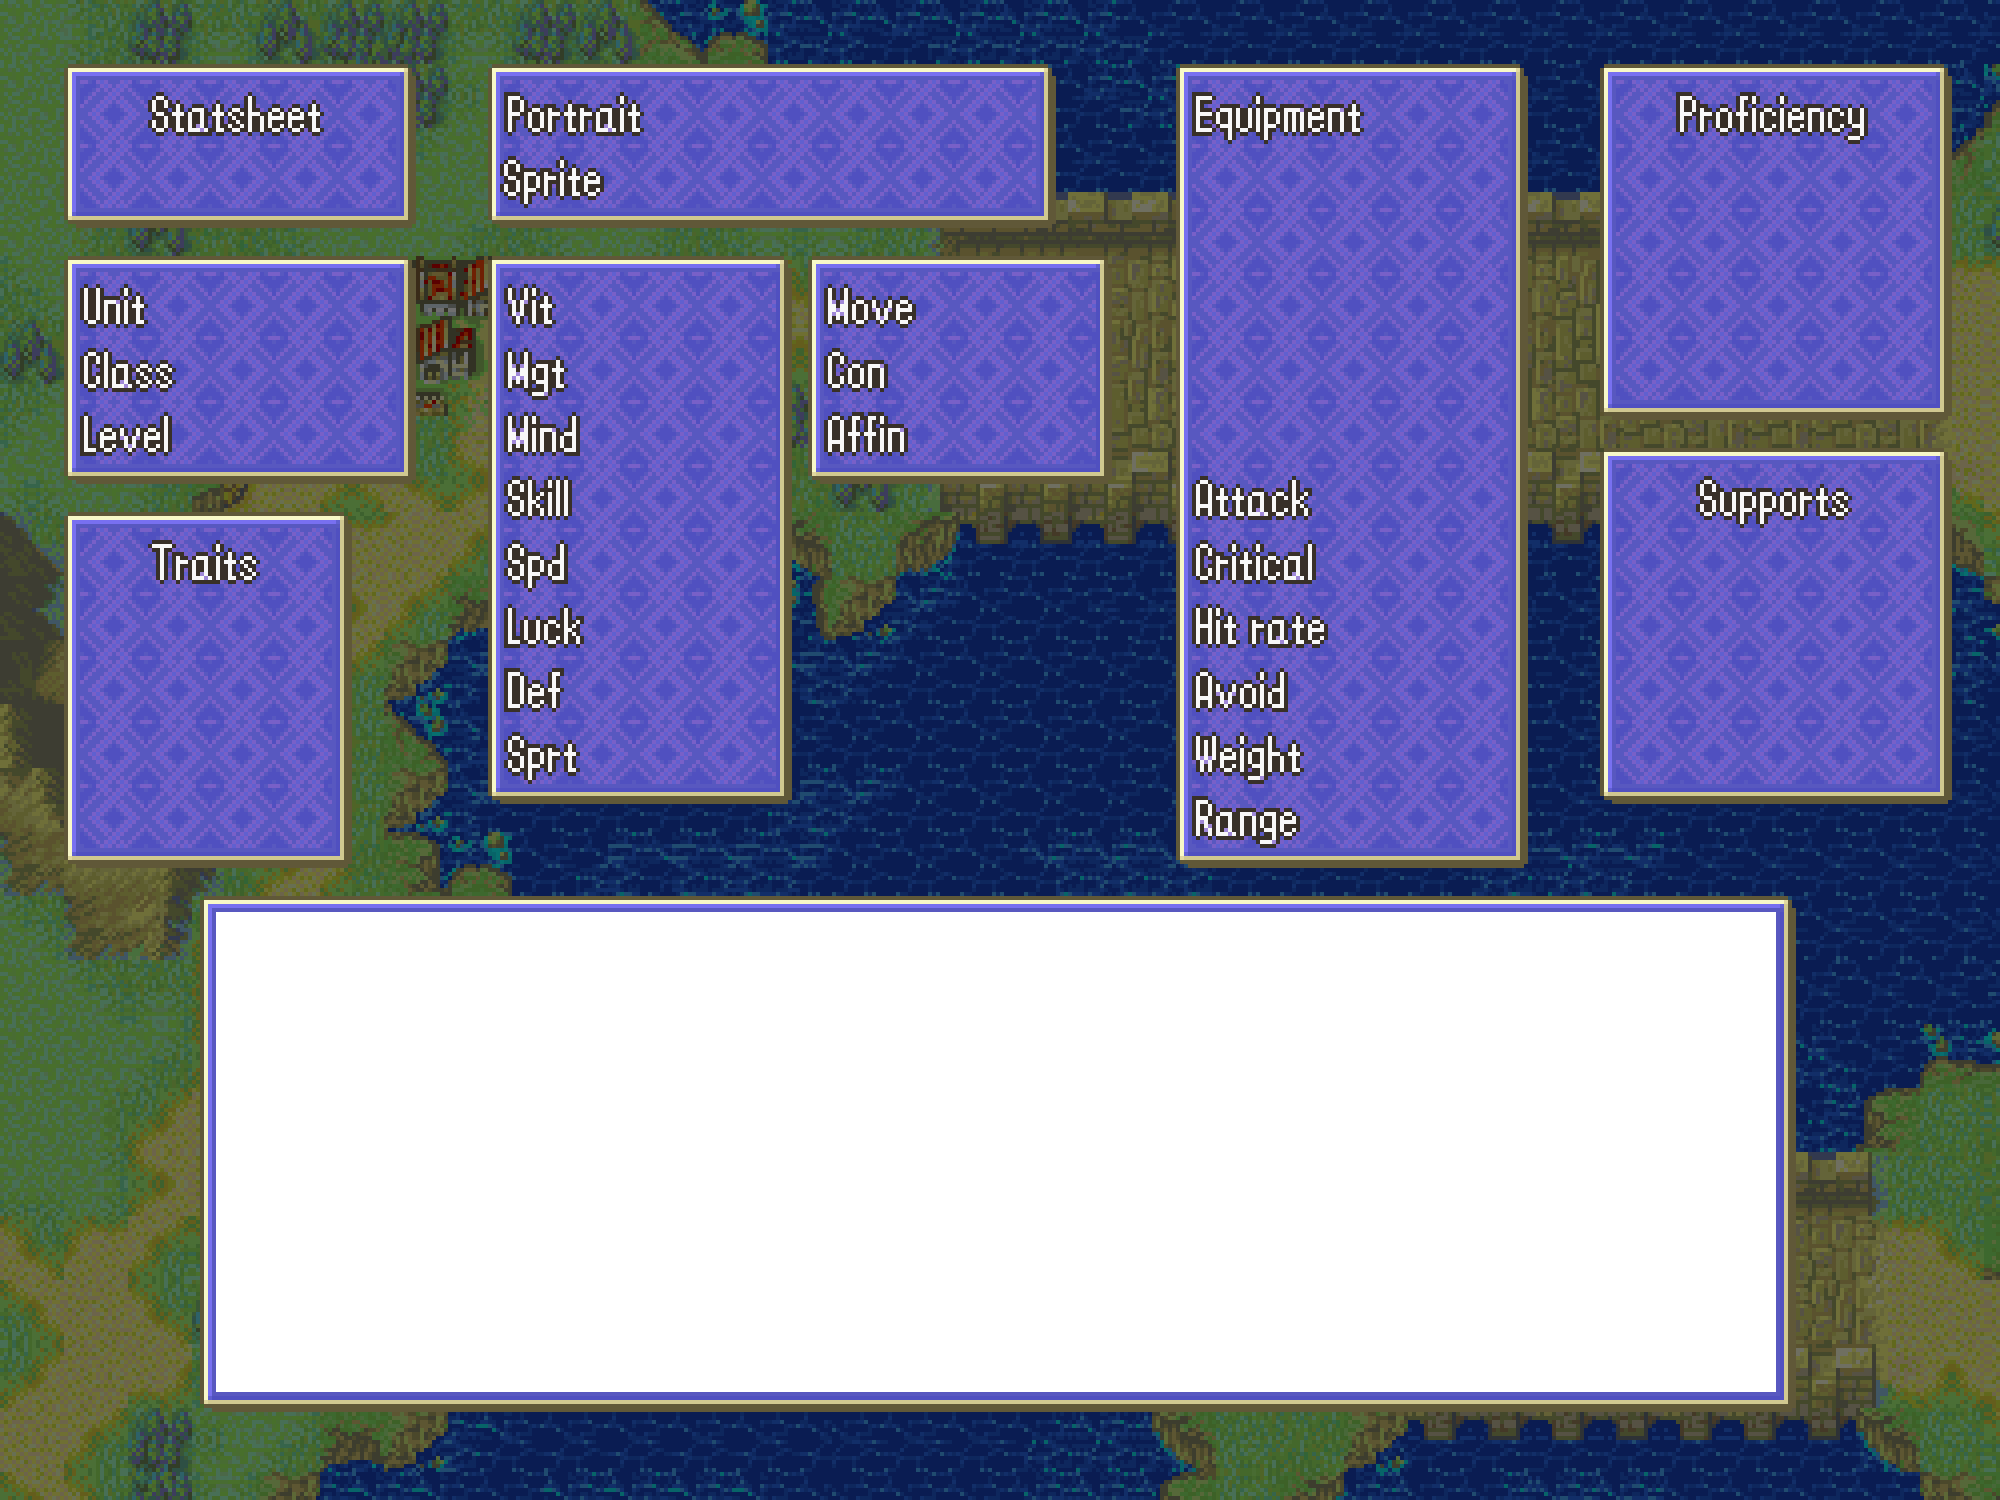 Statsheet
Portrait
Sprite
Unit
Class
Level
Traits
Vit
Mgt
Mind
Skill
Spd
Luck
Def
Sprt
Move
Con
Affin
Equipment
Attack
Critical
Hit rate
Avoid
Weight
Range
Proficiency
Supports